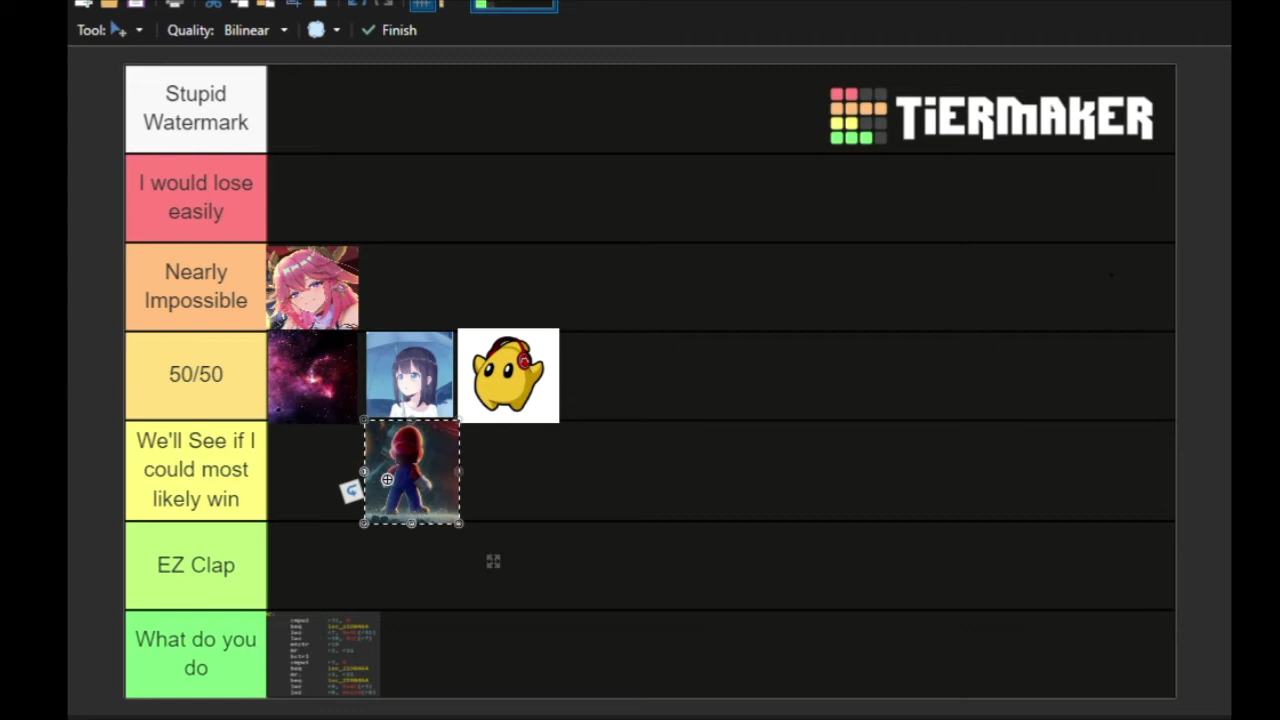 Tool:
Quality: Bilinear
Finish
Stupid
Watermark
TiERMAKER
I would lose
easily
Nearly
Impossible
50/50
We'll See if I
could most
likely win
EZ Clap
What do you
do